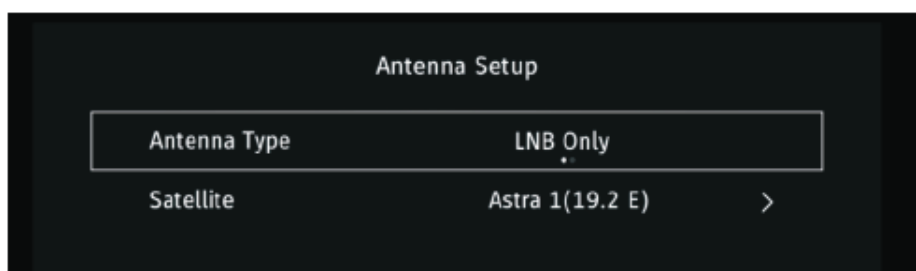 Antenna Setup
Antenna Type LNB Only
Satellite Astra 1(19.2 E) >